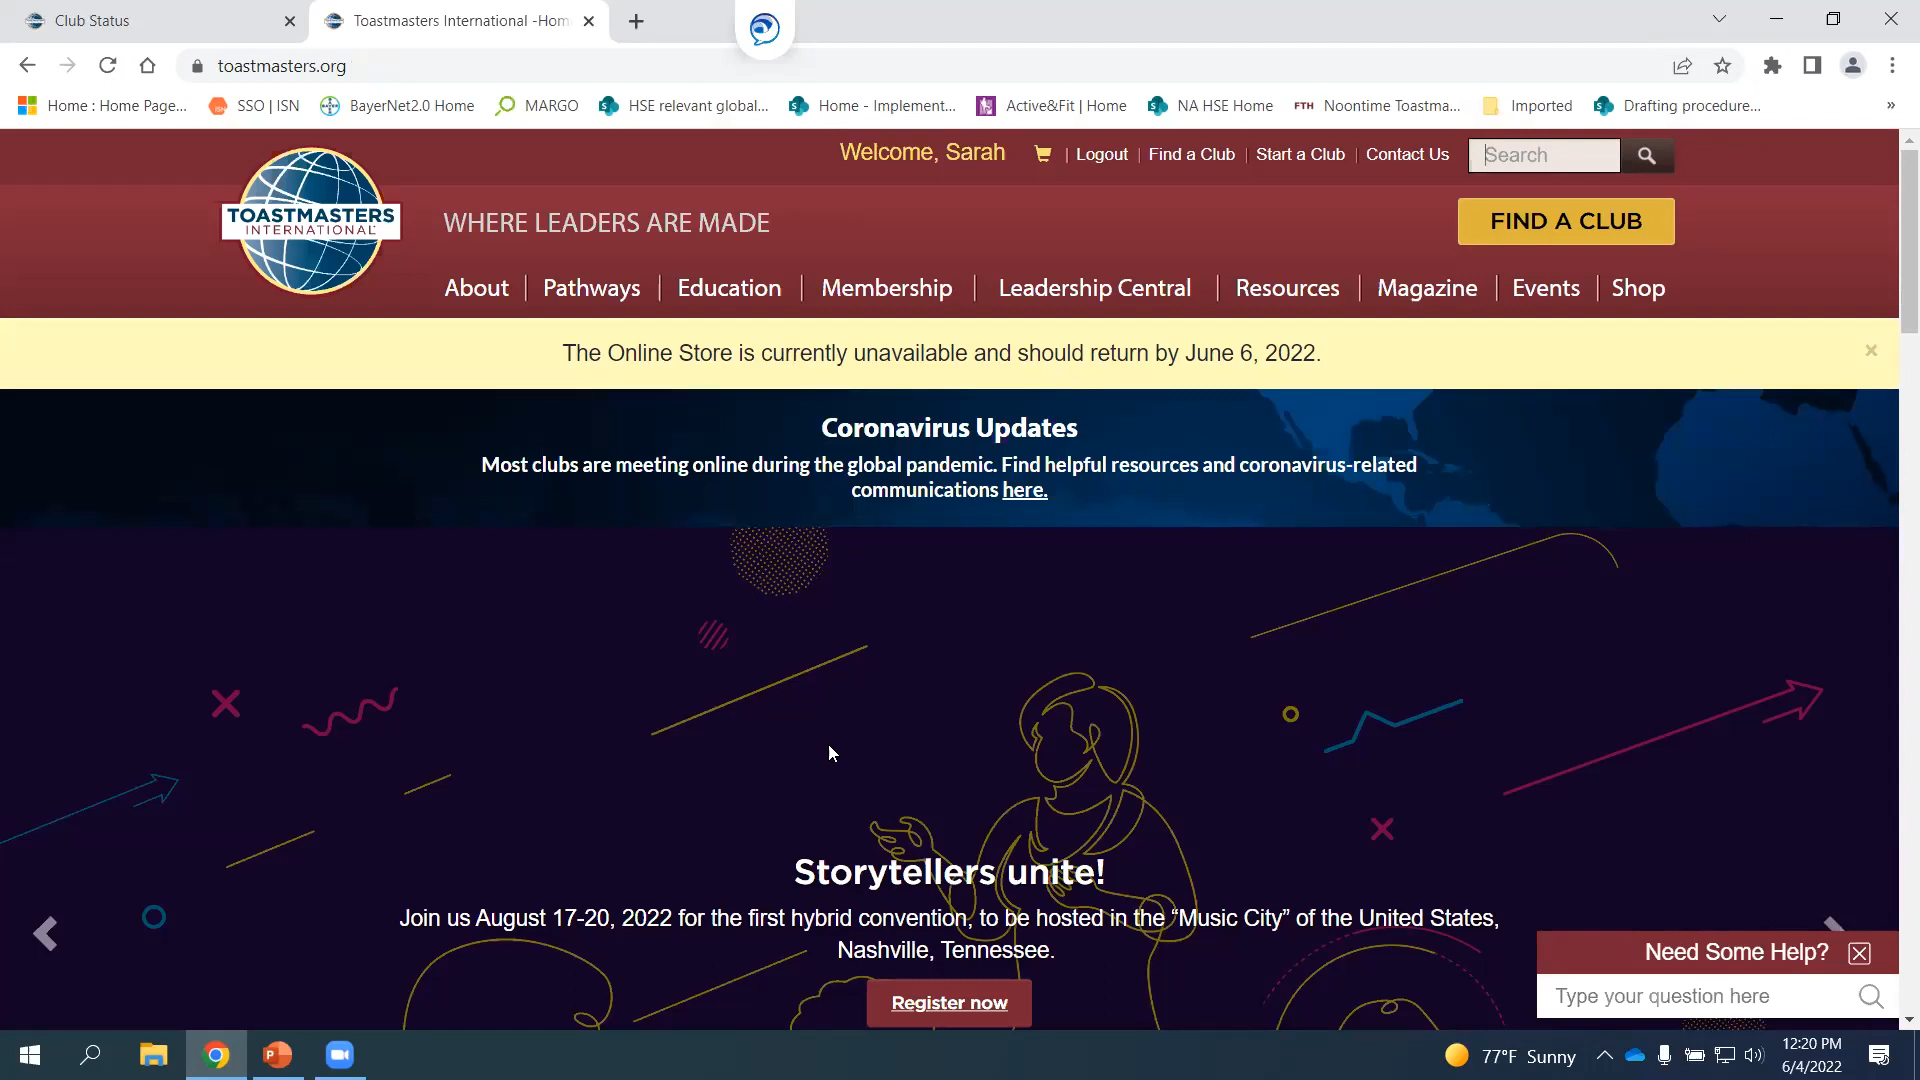 Club Status
Toastmasters International -Hom
toastmasters.org
Home : Home Page...
SSO | ISN
BayerNet2.0 Home
MARGO
HSE relevant global...
Home - Implement...
Active&Fit | Home
NA HSE Home
FTH Noontime Toastma...
Imported
Drafting procedure...
»
Welcome, Sarah
| Logout | Find a Club | Start a Club | Contact Us
Search
TOASTMASTERS
INTERNATIONAL
WHERE LEADERS ARE MADE
FIND A CLUB
About | Pathways | Education | Membership | Leadership Central | Resources | Magazine | Events | Shop
The Online Store is currently unavailable and should return by June 6, 2022.
×
Coronavirus Updates
Most clubs are meeting online during the global pandemic. Find helpful resources and coronavirus-related
communications here.
Storytellers unite!
Join us August 17-20, 2022 for the first hybrid convention, to be hosted in the “Music City” of the United States,
Nashville, Tennessee.
Register now
Need Some Help?
Type your question here
P
77°F Sunny
12:20 PM
6/4/2022